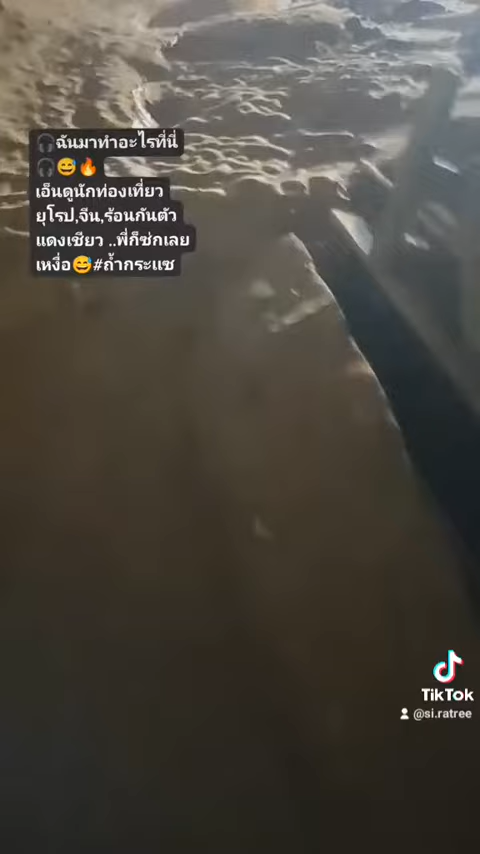 🎧ฉันมาทำอะไรที่นี่
🎧😅🔥
เอ็นดูนักท่องเที่ยว
ยุโรป,จีน,ร้อนกันตัว
แดงเชียว ..พี่ก็ซ่กเลย
เหงื่อ😅#ถ้ำกระแซ
TikTok
@si.ratree